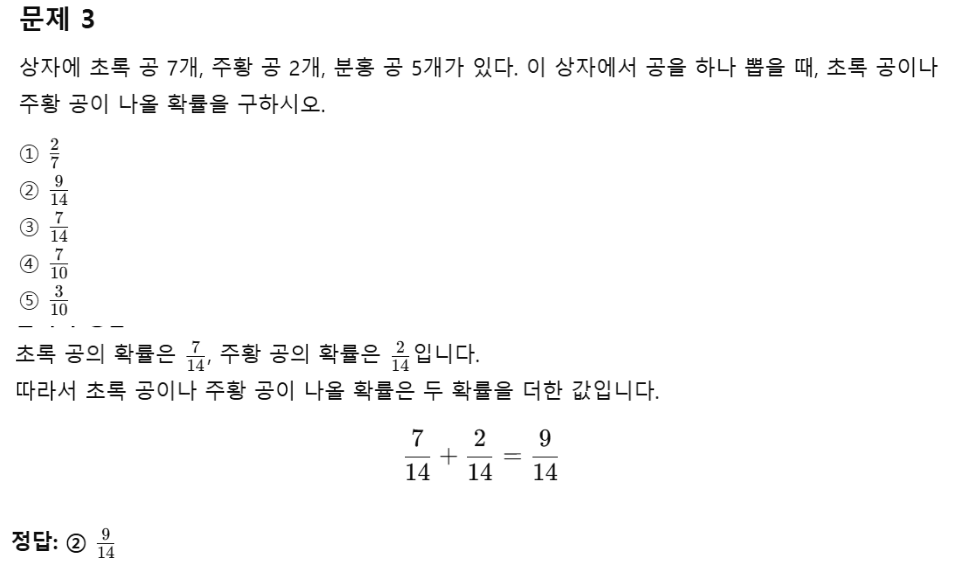 문제 3
상자에 초록 공 7개, 주황 공 2개, 분홍 공 5개가 있다. 이 상자에서 공을 하나 뽑을 때, 초록 공이나
주황 공이 나올 확률을 구하시오.
① 2/7
② 9/14
③ 7/14
④ 7/10
⑤ 3/10
초록 공의 확률은 7/14, 주황 공의 확률은 2/14입니다.
따라서 초록 공이나 주황 공이 나올 확률은 두 확률을 더한 값입니다.
7/14 + 2/14 = 9/14
정답: ② 9/14